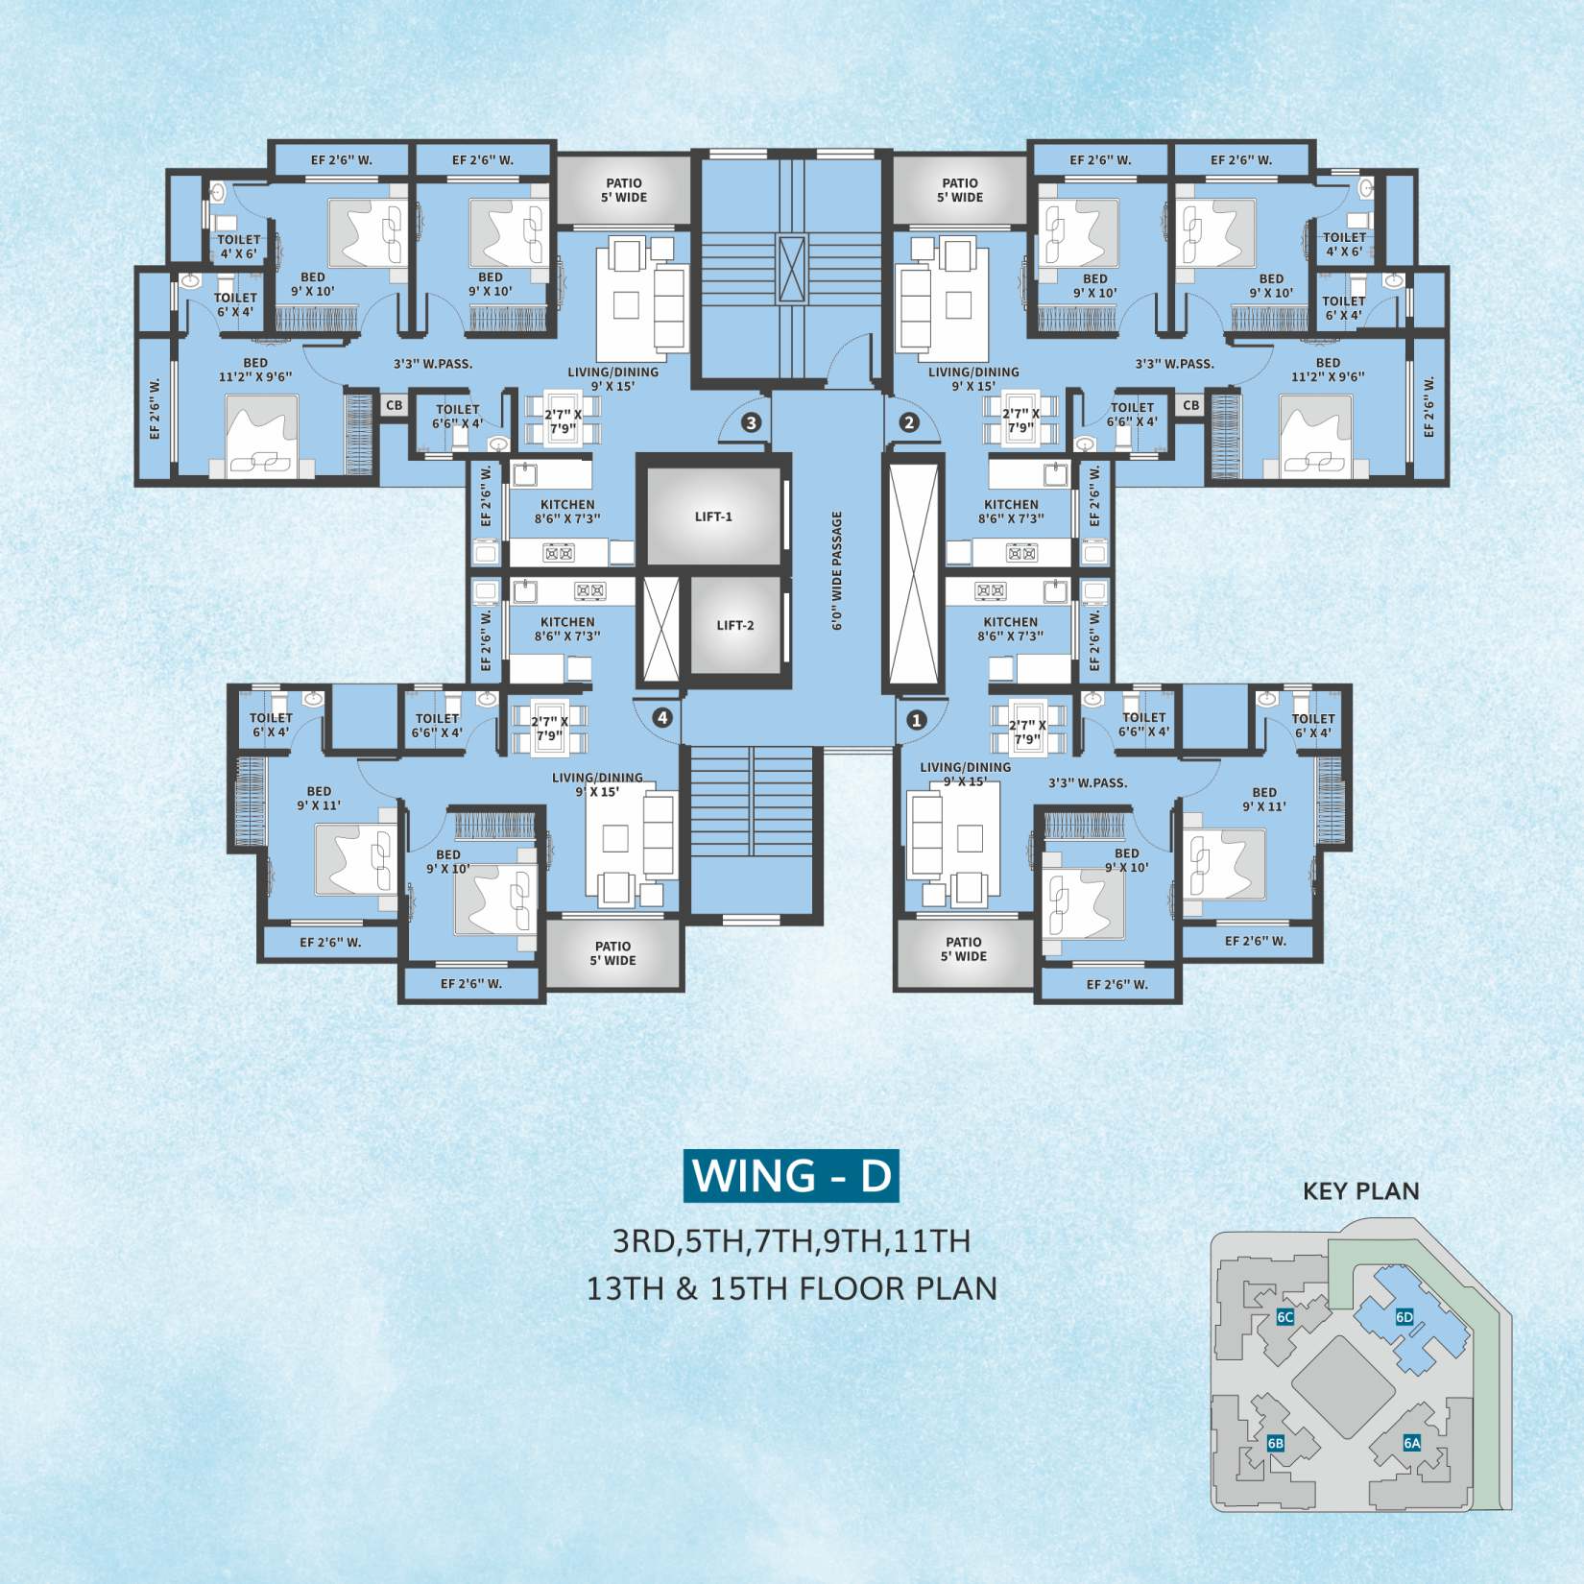 EF 2'6" W.
EF 2'6" W.
PATIO
5' WIDE
TOILET
4' X 6'
BED
9' X 10'
BED
9' X 10'
TOILET
6' X 4'
BED
11'2" X 9'6"
3'3" W.PASS.
LIVING/DINING
9' X 15'
EF 2'6" W.
CB
TOILET
6'6" X 4'
2'7" X
7'9"
3
EF 2'6" W.
KITCHEN
8'6" X 7'3"
LIFT-1
EF 2'6" W.
EF 2'6" W.
PATIO
5' WIDE
BED
9' X 10'
BED
9' X 10'
TOILET
4' X 6'
TOILET
6' X 4'
LIVING/DINING
9' X 15'
3'3" W.PASS.
BED
11'2" X 9'6"
2
2'7" X
7'9"
TOILET
6'6" X 4'
CB
EF 2'6" W.
KITCHEN
8'6" X 7'3"
EF 2'6" W.
6'0" WIDE PASSAGE
EF 2'6" W.
KITCHEN
8'6" X 7'3"
LIFT-2
TOILET
6' X 4'
TOILET
6'6" X 4'
2'7" X
7'9"
4
BED
9' X 11'
LIVING/DINING
9' X 15'
BED
9' X 10'
EF 2'6" W.
EF 2'6" W.
PATIO
5' WIDE
KITCHEN
8'6" X 7'3"
EF 2'6" W.
1
2'7" X
7'9"
TOILET
6'6" X 4'
TOILET
6' X 4'
LIVING/DINING
9' X 15'
3'3" W.PASS.
BED
9' X 11'
BED
9' X 10'
PATIO
5' WIDE
EF 2'6" W.
EF 2'6" W.
WING - D
3RD,5TH,7TH,9TH,11TH
13TH & 15TH FLOOR PLAN
KEY PLAN
6C
6D
6B
6A